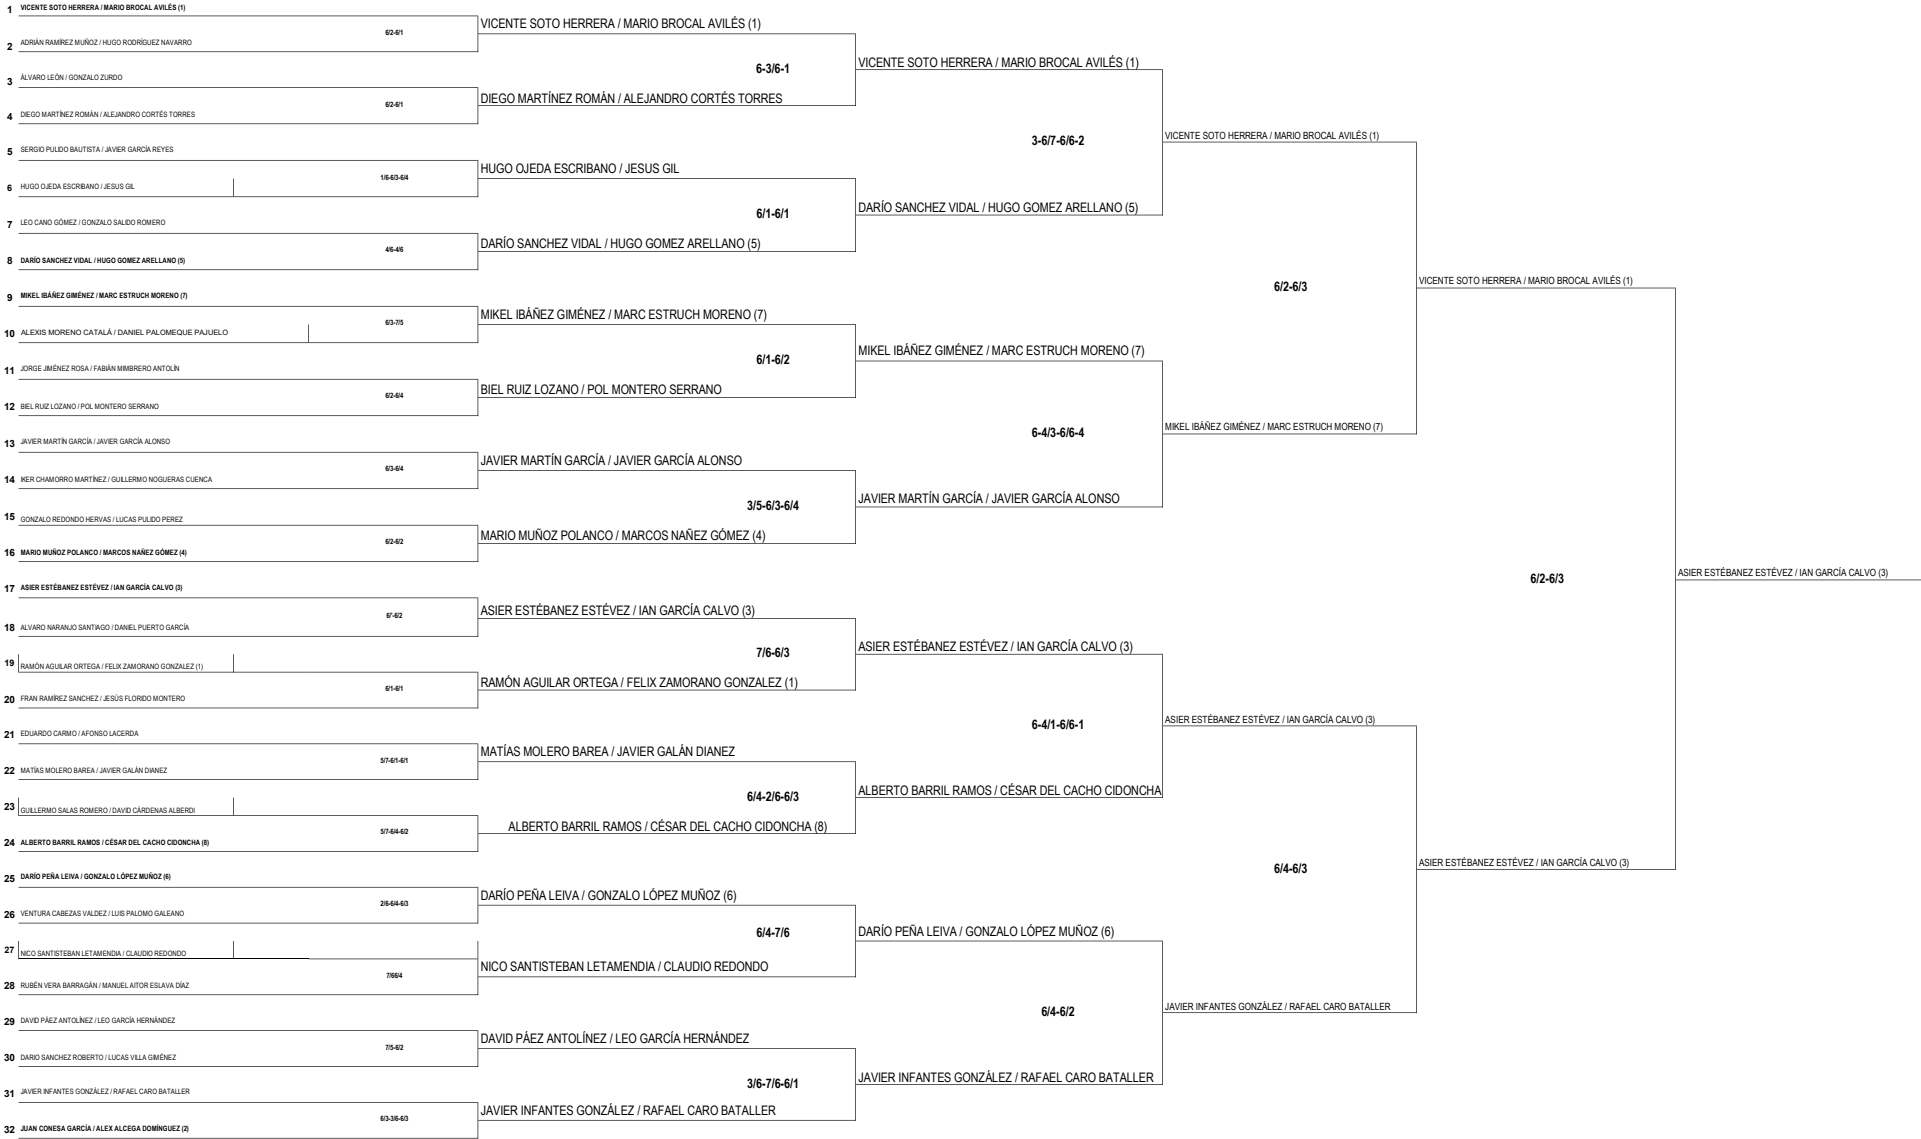 1 VICENTE SOTO HERRERA / MARIO BROCAL AVILÉS (1)
6/2-6/1
2 ADRIÁN RAMÍREZ MUÑOZ / HUGO RODRÍGUEZ NAVARRO
3 ÁLVARO LEÓN / GONZALO ZURDO
6/2-6/1
4 DIEGO MARTÍNEZ ROMÁN / ALEJANDRO CORTÉS TORRES
5 SERGIO PULIDO BAUTISTA / JAVIER GARCÍA REYES
1/6-6/3-6/4
6 HUGO OJEDA ESCRIBANO / JESUS GIL
7 LEO CANO GÓMEZ / GONZALO SALIDO ROMERO
4/6-4/6
8 DARÍO SANCHEZ VIDAL / HUGO GOMEZ ARELLANO (5)
9 MIKEL IBÁÑEZ GIMÉNEZ / MARC ESTRUCH MORENO (7)
6/3-7/5
10 ALEXIS MORENO CATALÁ / DANIEL PALOMEQUE PAJUELO
11 JORGE JIMÉNEZ ROSA / FABIÁN MIMBRERO ANTOLÍN
6/2-6/4
12 BIEL RUIZ LOZANO / POL MONTERO SERRANO
13 JAVIER MARTÍN GARCÍA / JAVIER GARCÍA ALONSO
6/3-6/4
14 IKER CHAMORRO MARTÍNEZ / GUILLERMO NOGUERAS CUENCA
15 GONZALO REDONDO HERVAS / LUCAS PULIDO PEREZ
6/2-6/2
16 MARIO MUÑOZ POLANCO / MARCOS NAÑEZ GÓMEZ (4)
17 ASIER ESTÉBANEZ ESTÉVEZ / IAN GARCÍA CALVO (3)
6/'-6/2
18 ALVARO NARANJO SANTIAGO / DANIEL PUERTO GARCÍA
19 RAMÓN AGUILAR ORTEGA / FELIX ZAMORANO GONZALEZ (1)
6/1-6/1
20 FRAN RAMÍREZ SANCHEZ / JESÚS FLORIDO MONTERO
21 EDUARDO CARMO / AFONSO LACERDA
5/7-6/1-6/1
22 MATÍAS MOLERO BAREA / JAVIER GALÁN DIANEZ
23 GUILLERMO SALAS ROMERO / DAVID CÁRDENAS ALBERDI
5/7-6/4-6/2
24 ALBERTO BARRIL RAMOS / CÉSAR DEL CACHO CIDONCHA (8)
25 DARÍO PEÑA LEIVA / GONZALO LÓPEZ MUÑOZ (6)
2/6-6/4-6/3
26 VENTURA CABEZAS VALDEZ / LUIS PALOMO GALEANO
27 NICO SANTISTEBAN LETAMENDIA / CLAUDIO REDONDO
7/66/4
28 RUBÉN VERA BARRAGÁN / MANUEL AITOR ESLAVA DÍAZ
29 DAVID PÁEZ ANTOLÍNEZ / LEO GARCÍA HERNÁNDEZ
7/5-6/2
30 DARIO SANCHEZ ROBERTO / LUCAS VILLA GIMÉNEZ
31 JAVIER INFANTES GONZÁLEZ / RAFAEL CARO BATALLER
6/3-3/6-6/3
32 JUAN CONESA GARCÍA / ALEX ALCEGA DOMÍNGUEZ (2)
VICENTE SOTO HERRERA / MARIO BROCAL AVILÉS (1)
6-3/6-1
DIEGO MARTÍNEZ ROMÁN / ALEJANDRO CORTÉS TORRES
HUGO OJEDA ESCRIBANO / JESUS GIL
6/1-6/1
DARÍO SANCHEZ VIDAL / HUGO GOMEZ ARELLANO (5)
MIKEL IBÁÑEZ GIMÉNEZ / MARC ESTRUCH MORENO (7)
6/1-6/2
BIEL RUIZ LOZANO / POL MONTERO SERRANO
JAVIER MARTÍN GARCÍA / JAVIER GARCÍA ALONSO
3/5-6/3-6/4
MARIO MUÑOZ POLANCO / MARCOS NAÑEZ GÓMEZ (4)
ASIER ESTÉBANEZ ESTÉVEZ / IAN GARCÍA CALVO (3)
7/6-6/3
RAMÓN AGUILAR ORTEGA / FELIX ZAMORANO GONZALEZ (1)
MATÍAS MOLERO BAREA / JAVIER GALÁN DIANEZ
6/4-2/6-6/3
ALBERTO BARRIL RAMOS / CÉSAR DEL CACHO CIDONCHA (8)
DARÍO PEÑA LEIVA / GONZALO LÓPEZ MUÑOZ (6)
6/4-7/6
NICO SANTISTEBAN LETAMENDIA / CLAUDIO REDONDO
DAVID PÁEZ ANTOLÍNEZ / LEO GARCÍA HERNÁNDEZ
3/6-7/6-6/1
JAVIER INFANTES GONZÁLEZ / RAFAEL CARO BATALLER
VICENTE SOTO HERRERA / MARIO BROCAL AVILÉS (1)
3-6/7-6/6-2
DARÍO SANCHEZ VIDAL / HUGO GOMEZ ARELLANO (5)
MIKEL IBÁÑEZ GIMÉNEZ / MARC ESTRUCH MORENO (7)
6-4/3-6/6-4
JAVIER MARTÍN GARCÍA / JAVIER GARCÍA ALONSO
ASIER ESTÉBANEZ ESTÉVEZ / IAN GARCÍA CALVO (3)
6-4/1-6/6-1
ALBERTO BARRIL RAMOS / CÉSAR DEL CACHO CIDONCHA
DARÍO PEÑA LEIVA / GONZALO LÓPEZ MUÑOZ (6)
6/4-6/2
JAVIER INFANTES GONZÁLEZ / RAFAEL CARO BATALLER
VICENTE SOTO HERRERA / MARIO BROCAL AVILÉS (1)
6/2-6/3
MIKEL IBÁÑEZ GIMÉNEZ / MARC ESTRUCH MORENO (7)
ASIER ESTÉBANEZ ESTÉVEZ / IAN GARCÍA CALVO (3)
6/4-6/3
JAVIER INFANTES GONZÁLEZ / RAFAEL CARO BATALLER
VICENTE SOTO HERRERA / MARIO BROCAL AVILÉS (1)
6/2-6/3
ASIER ESTÉBANEZ ESTÉVEZ / IAN GARCÍA CALVO (3)
ASIER ESTÉBANEZ ESTÉVEZ / IAN GARCÍA CALVO (3)